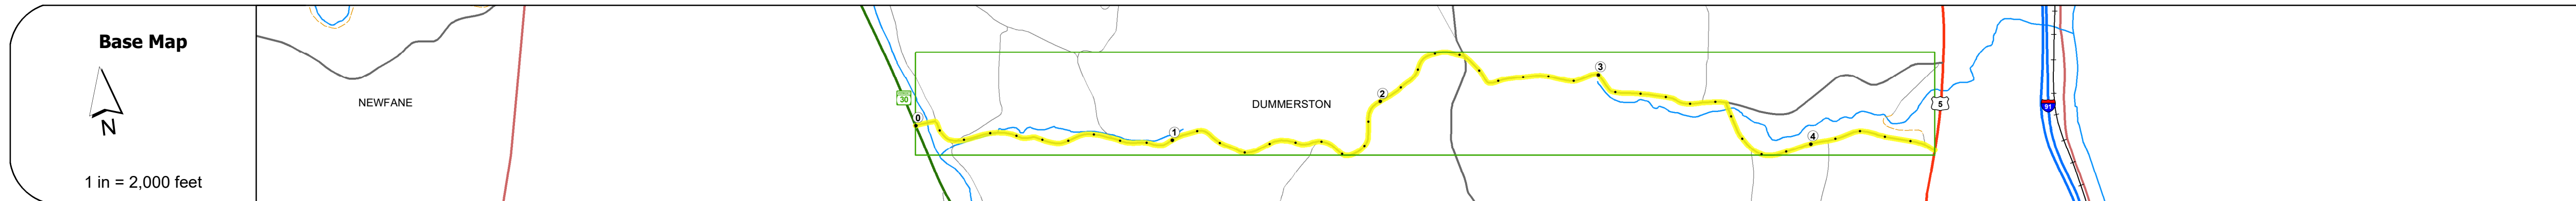 Base Map
N
1 in = 2,000 feet
NEWFANE
30
0
1
DUMMERSTON
2
3
4
5
91